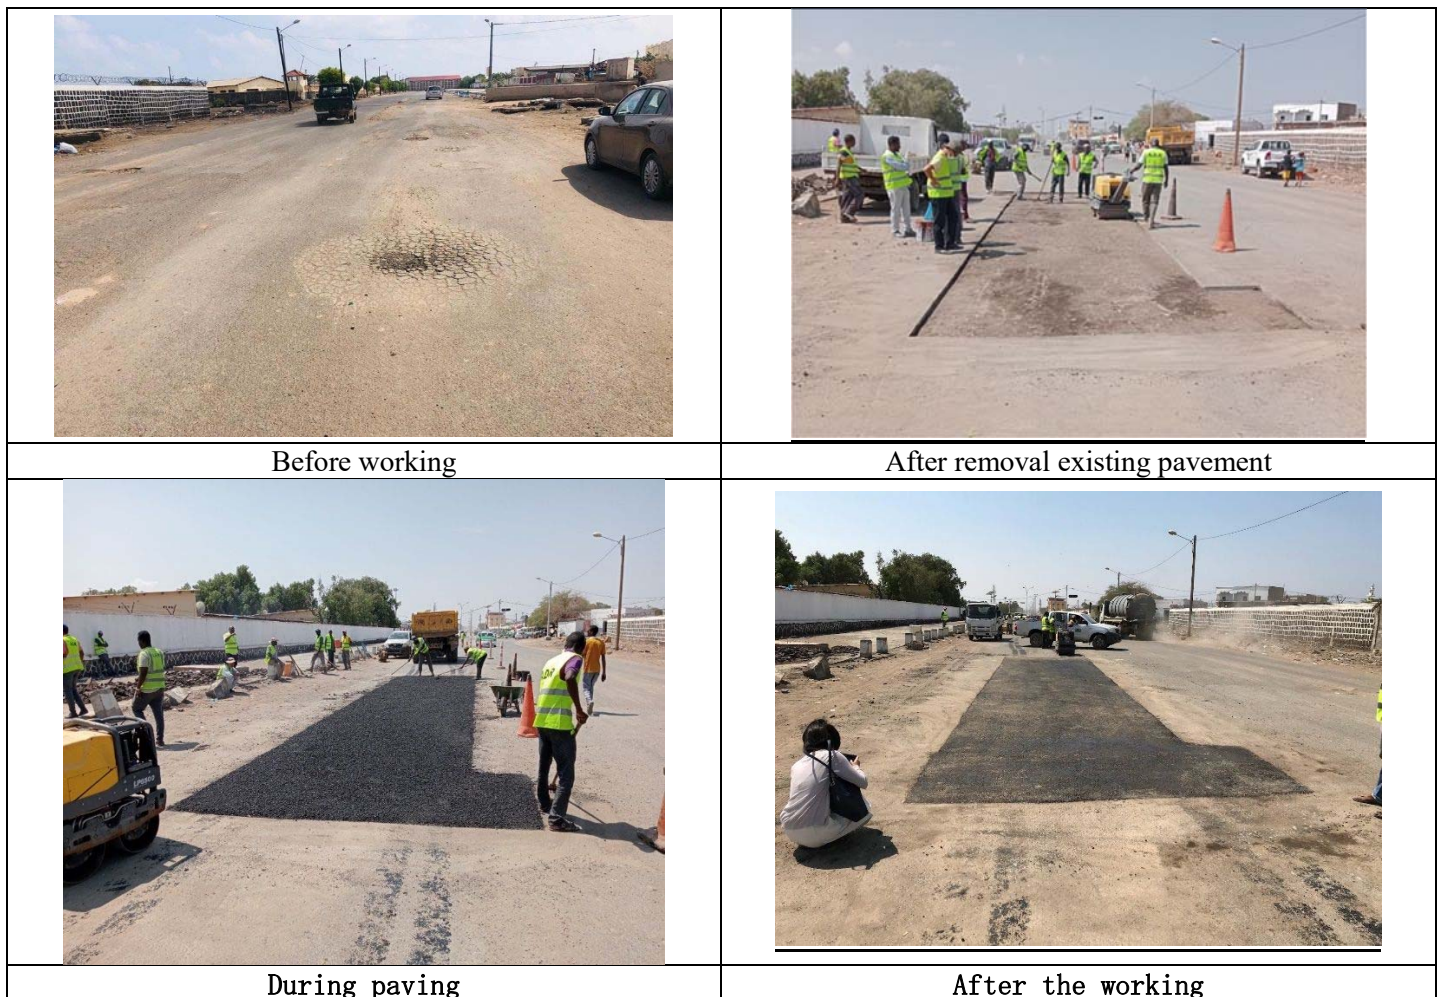 Before working
After removal existing pavement
During paving
After the working